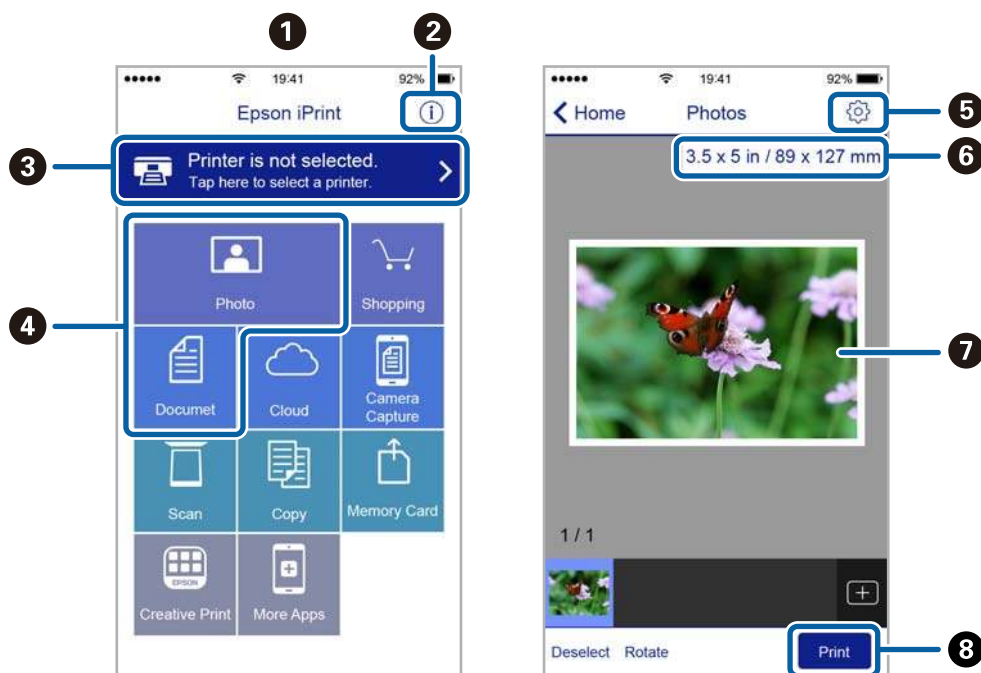 1
2
19:41
92%
Epson iPrint
3
Printer is not selected.
Tap here to select a printer.
4
Photo
Shopping
Documet
Cloud
Camera
Capture
Scan
Copy
Memory Card
EPSON
Creative Print
More Apps
19:41
92%
Home
Photos
5
3.5 x 5 in / 89 x 127 mm
6
7
1 / 1
Deselect
Rotate
Print
8